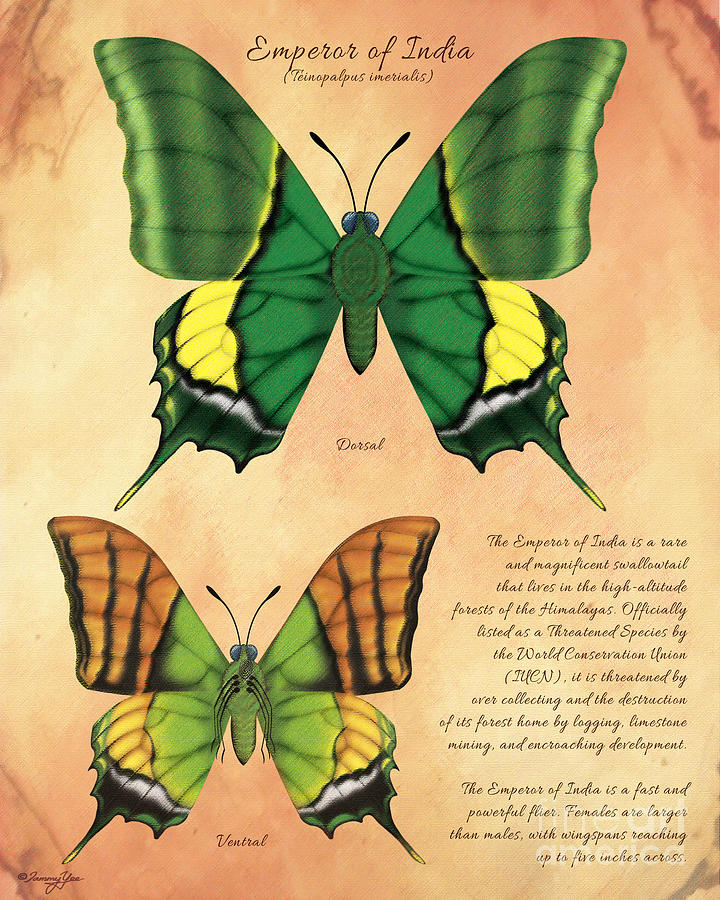 Emperor of India
(Teinopalpus imerialis)
Dorsal
The Emperor of India is a rare
and magnificent swallowtail
that lives in the high-altitude
forests of the Himalayas. Officially
listed as a Threatened Species by
the World Conservation Union
(IUCN), it is threatened by
over collecting and the destruction
of its forest home by logging, limestone
mining, and encroaching development.
The Emperor of India is a fast and
powerful flier. Females are larger
than males, with wingspans reaching
up to five inches across.
Ventral
©TammyYee
fine art
america